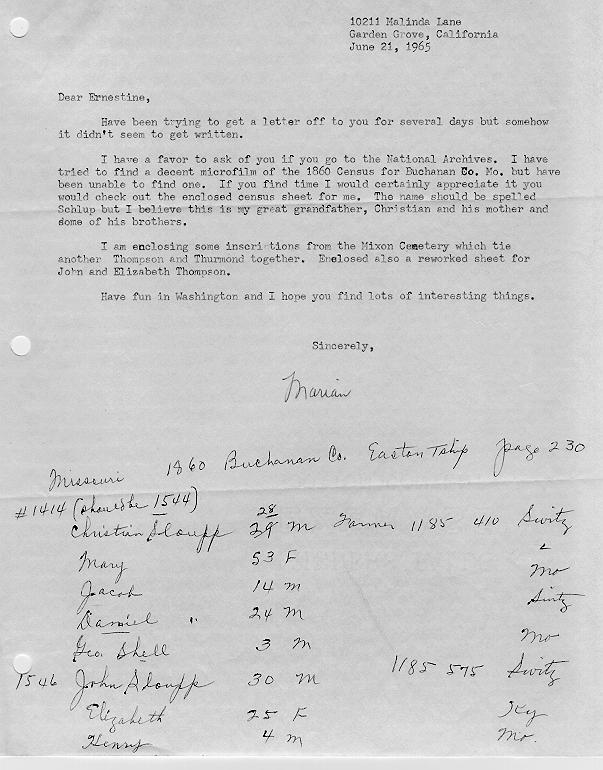 10211 Malinda Lane
Garden Grove, California
June 21, 1965
Dear Ernestine,
Have been trying to get a letter off to you for several days but somehow
it didn't seem to get written.
I have a favor to ask of you if you go to the National Archives. I have
tried to find a decent microfilm of the 1860 Census for Buchanan Co. Mo. but have
been unable to find one. If you find time I would certainly appreciate it you
would check out the enclosed census sheet for me. The name should be spelled
Schlup but I believe this is my great grandfather, Christian and his mother and
some of his brothers.
I am enclosing some inscriptions from the Mixon Cemetery which tie
another Thompson and Thurmond together. Enclosed also a reworked sheet for
John and Elizabeth Thompson.
Have fun in Washington and I hope you find lots of interesting things.
Sincerely,
Marian
Missouri 1860 Buchanan Co. Easton Tship page 230
#1414 (should be 1544)
28
Christian Sloupp 29 M Farmer 1185 410 Switz
Mary 53 F
Jacob 14 M Mo
Daniel " 24 M Switz
Geo. Shell 3 M Mo
1546 John Sloupp 30 M 1185 575 Switz
Elizabeth 25 F Ky
Henry 4 M Mo.